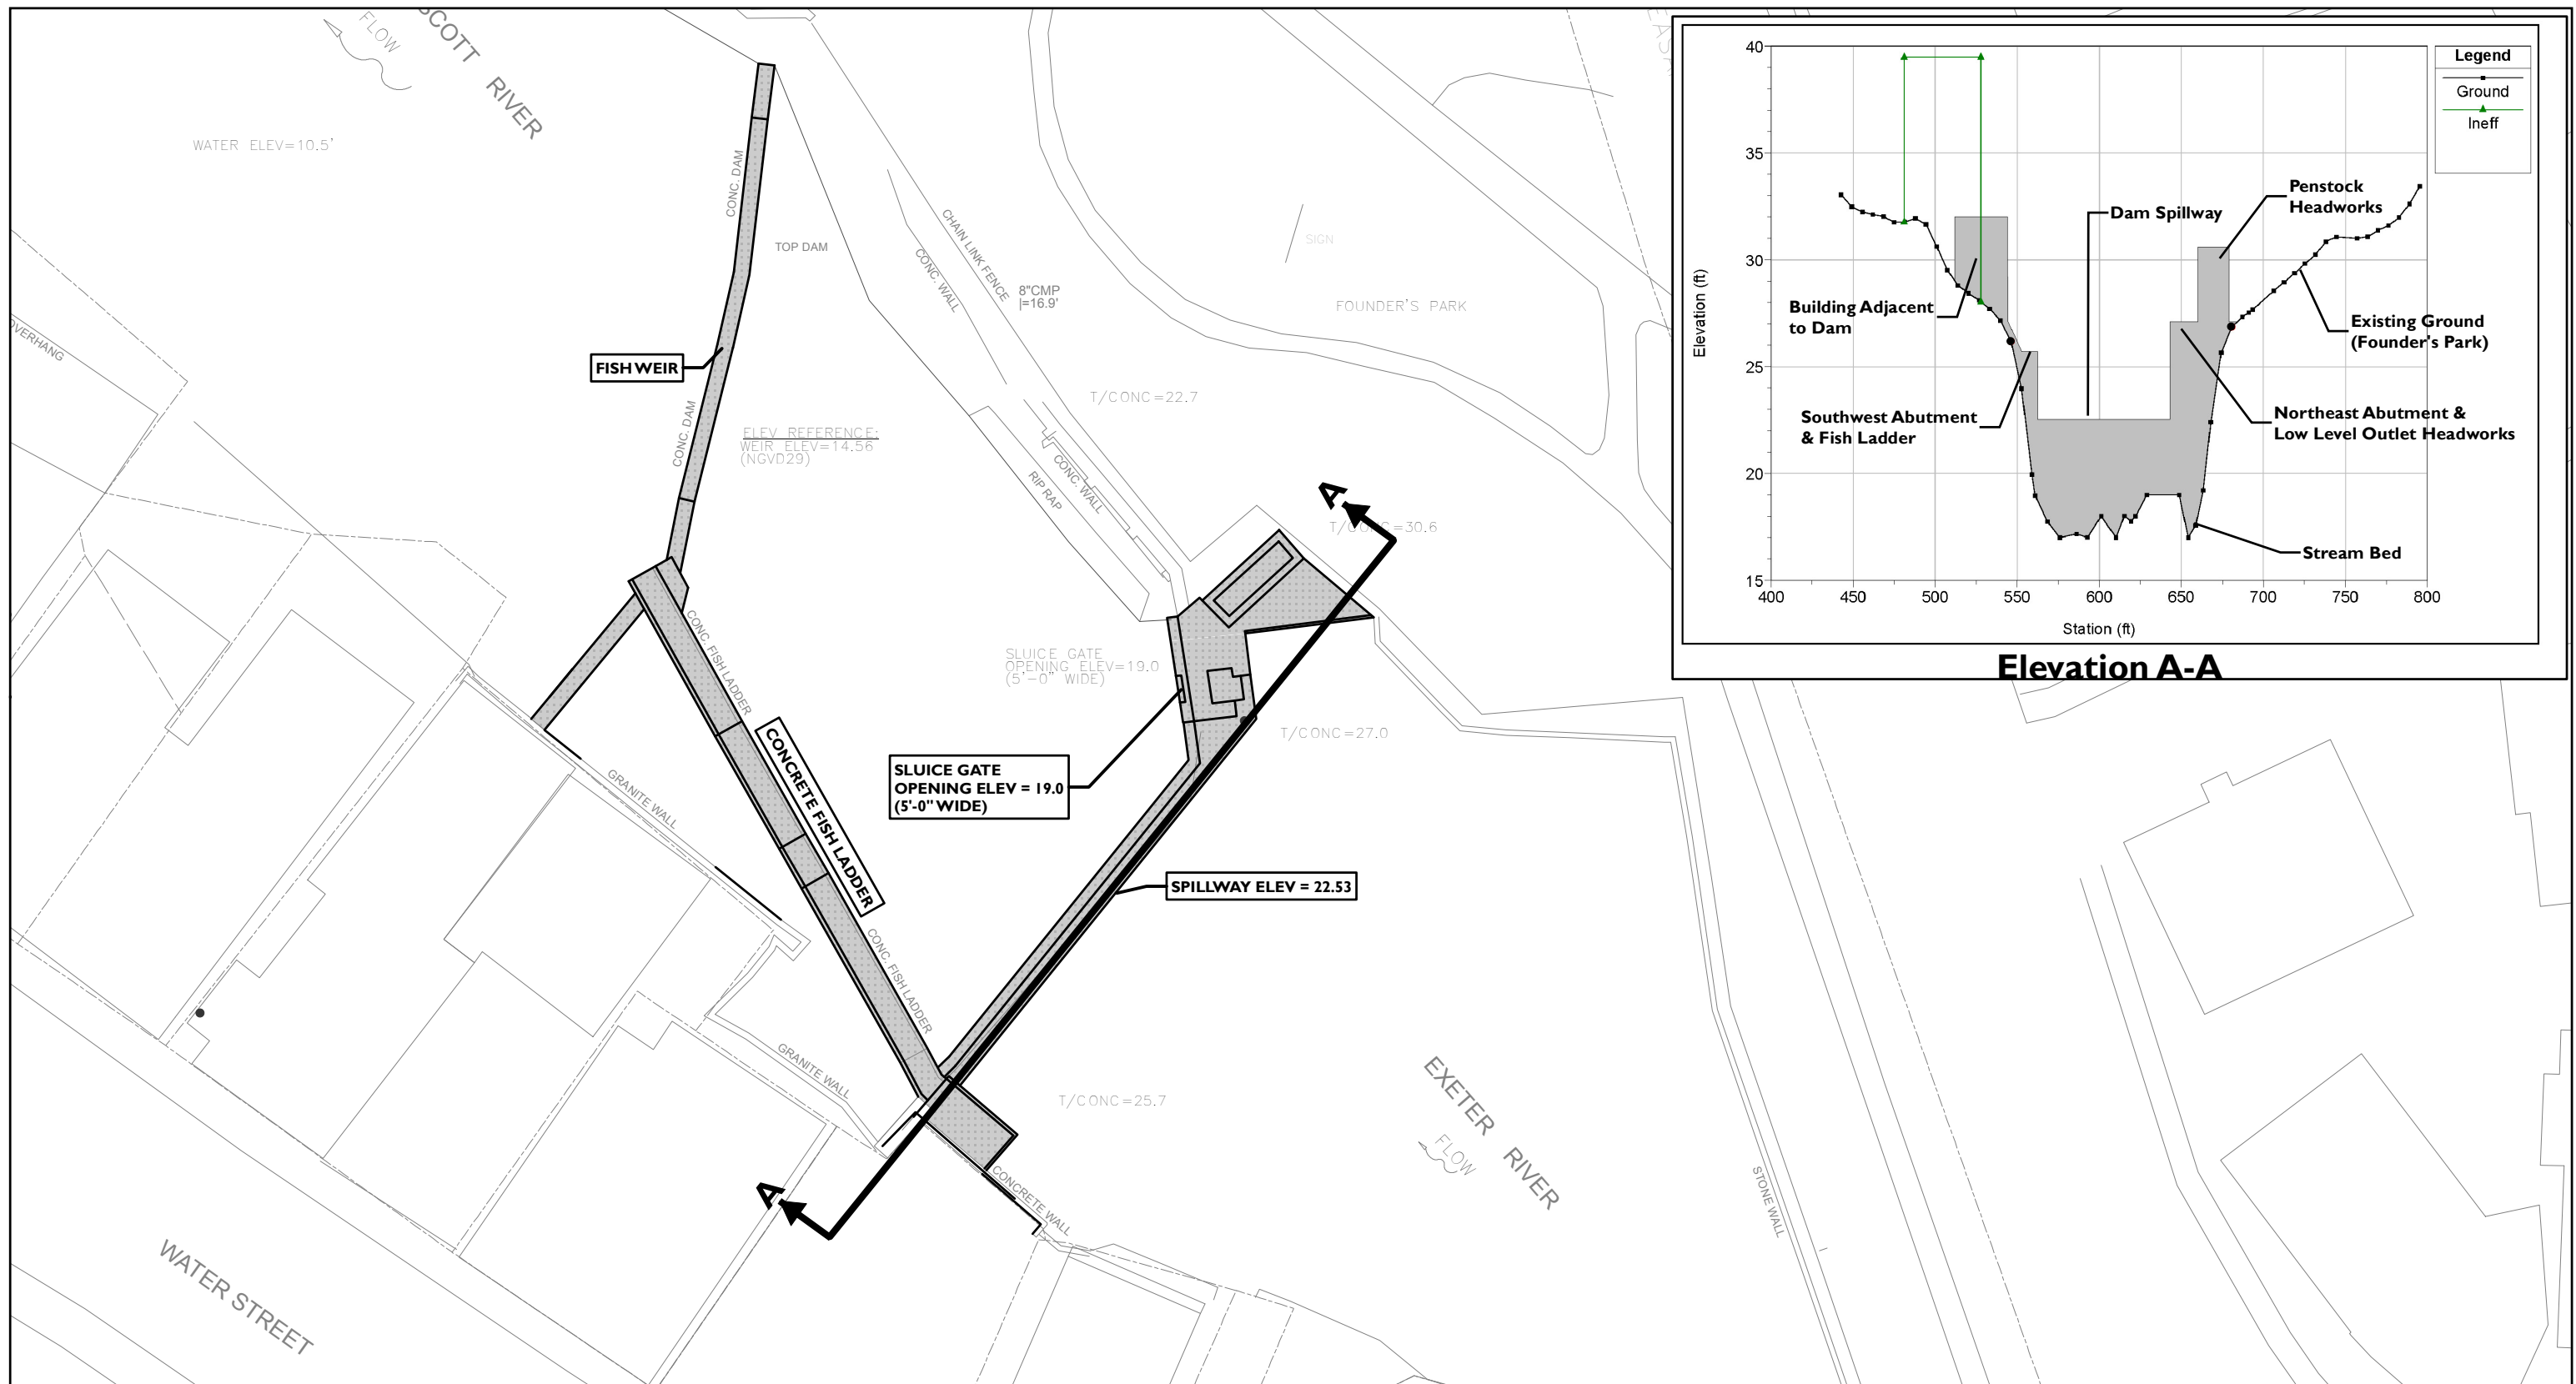 SCOTT RIVER
FLOW
WATER ELEV=10.5'
OVERHANG
CONC. DAM
TOP DAM
CHAIN LINK FENCE
CONC. WALL
8"CMP
I=16.9'
SIGN
FOUNDER'S PARK
FISH WEIR
CONC. DAM
ELEV REFERENCE:
WEIR ELEV=14.56
(NGVD29)
T/CONC=22.7
CONC. WALL
RIP RAP
A
T/CONC=30.6
CONC. FISH LADDER
SLUICE GATE
OPENING ELEV=19.0
(5'-0" WIDE)
T/CONC=27.0
GRANITE WALL
CONCRETE FISH LADDER
SLUICE GATE
OPENING ELEV = 19.0
(5'-0" WIDE)
SPILLWAY ELEV = 22.53
CONC. FISH LADDER
GRANITE WALL
T/CONC=25.7
EXETER RIVER
FLOW
A
CONCRETE WALL
STONE WALL
WATER STREET
40
35
30
25
20
15
400 450 500 550 600 650 700 750 800
Elevation (ft)
Station (ft)
Legend
Ground
Ineff
Dam Spillway
Penstock
Headworks
Building Adjacent
to Dam
Existing Ground
(Founder's Park)
Southwest Abutment
& Fish Ladder
Northeast Abutment &
Low Level Outlet Headworks
Stream Bed
Elevation A-A